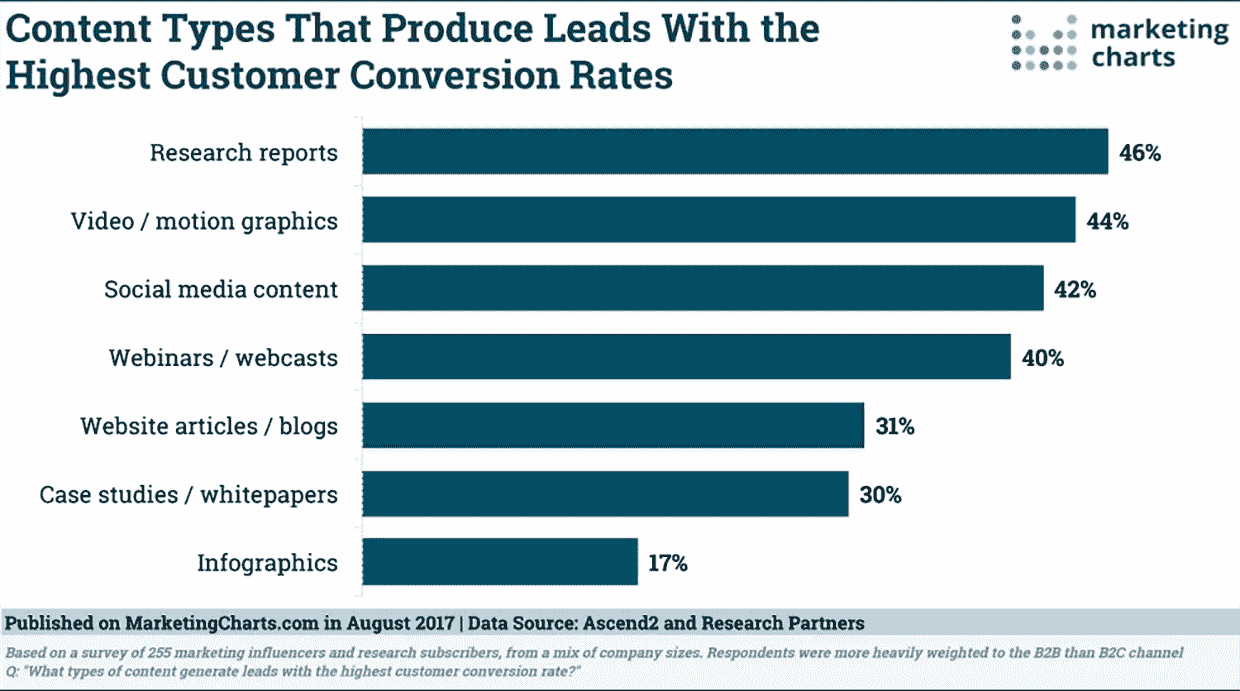 Content Types That Produce Leads With the
Highest Customer Conversion Rates
marketing
charts
Research reports 46%
Video / motion graphics 44%
Social media content 42%
Webinars / webcasts 40%
Website articles / blogs 31%
Case studies / whitepapers 30%
Infographics 17%
Published on MarketingCharts.com in August 2017 | Data Source: Ascend2 and Research Partners
Based on a survey of 255 marketing influencers and research subscribers, from a mix of company sizes. Respondents were more heavily weighted to the B2B than B2C channel
Q: "What types of content generate leads with the highest customer conversion rate?"